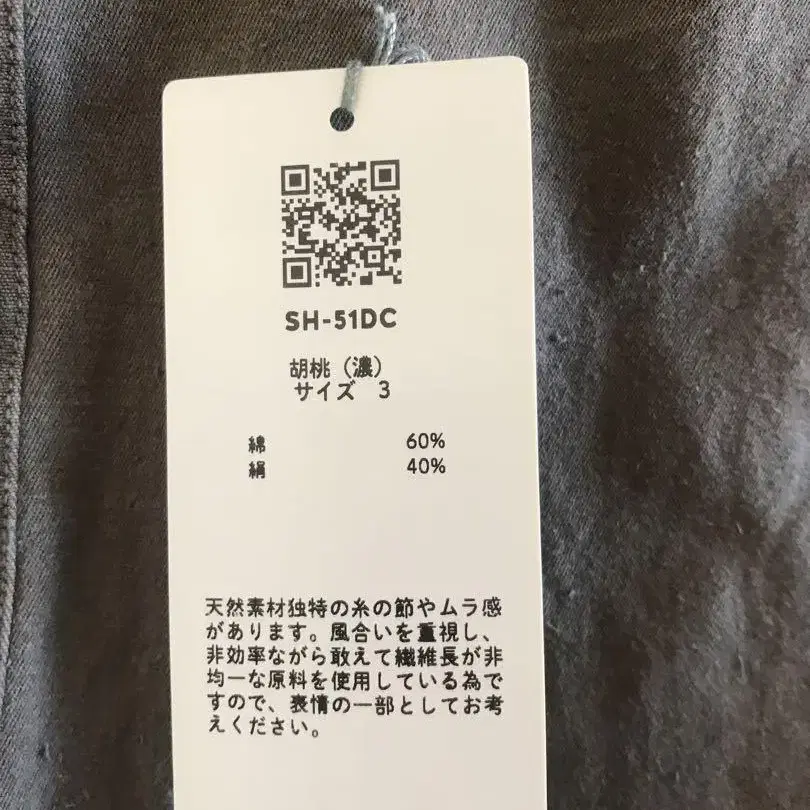 SH-51DC
胡桃（濃）
サイズ　3
綿 60%
絹 40%
天然素材独特の糸の節やムラ感
があります。風合いを重視し、
非効率ながら敢えて繊維長が非
均一な原料を使用している為で
すので、表情の一部としてお考
えください。